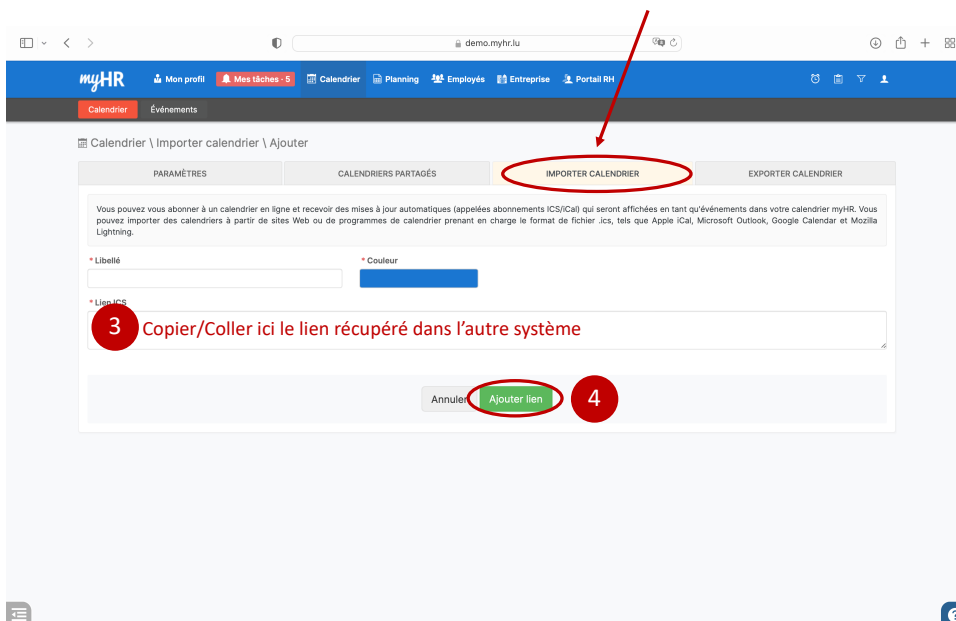 demo.myhr.lu
myHR Mon profil Mes tâches - 5 Calendrier Planning Employés Entreprise Portail RH
Calendrier Événements
Calendrier \ Importer calendrier \ Ajouter
PARAMÈTRES CALENDRIERS PARTAGÉS IMPORTER CALENDRIER EXPORTER CALENDRIER
Vous pouvez vous abonner à un calendrier en ligne et recevoir des mises à jour automatiques (appelées abonnements ICS/iCal) qui seront affichées en tant qu'événements dans votre calendrier myHR. Vous
pouvez importer des calendriers à partir de sites Web ou de programmes de calendrier prenant en charge le format de fichier .ics, tels que Apple iCal, Microsoft Outlook, Google Calendar et Mozilla
Lightning.
* Libellé * Couleur
* Lien ICS
3 Copier/Coller ici le lien récupéré dans l'autre système
Annuler Ajouter lien 4